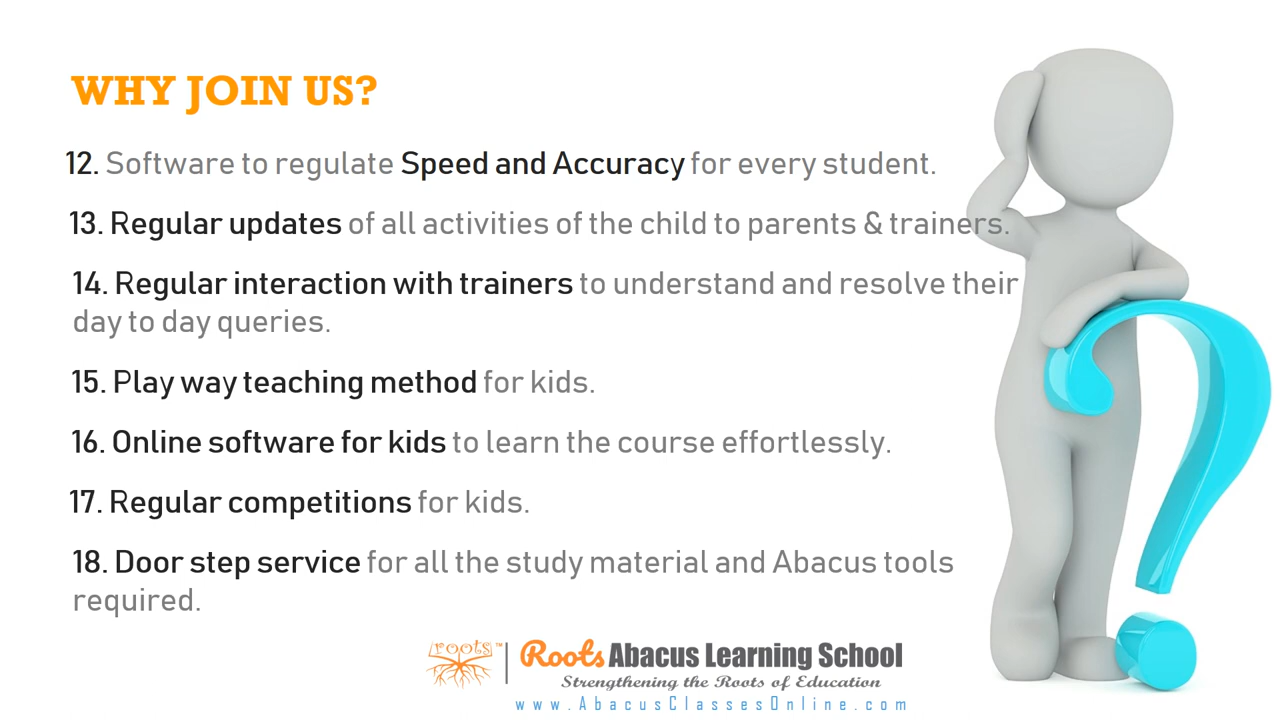 WHY JOIN US?
12. Software to regulate Speed and Accuracy for every student.
13. Regular updates of all activities of the child to parents & trainers.
14. Regular interaction with trainers to understand and resolve their
day to day queries.
15. Play way teaching method for kids.
16. Online software for kids to learn the course effortlessly.
17. Regular competitions for kids.
18. Door step service for all the study material and Abacus tools
required.
roots™ | Roots Abacus Learning School
Strengthening the Roots of Education
www.AbacusClassesOnline.com